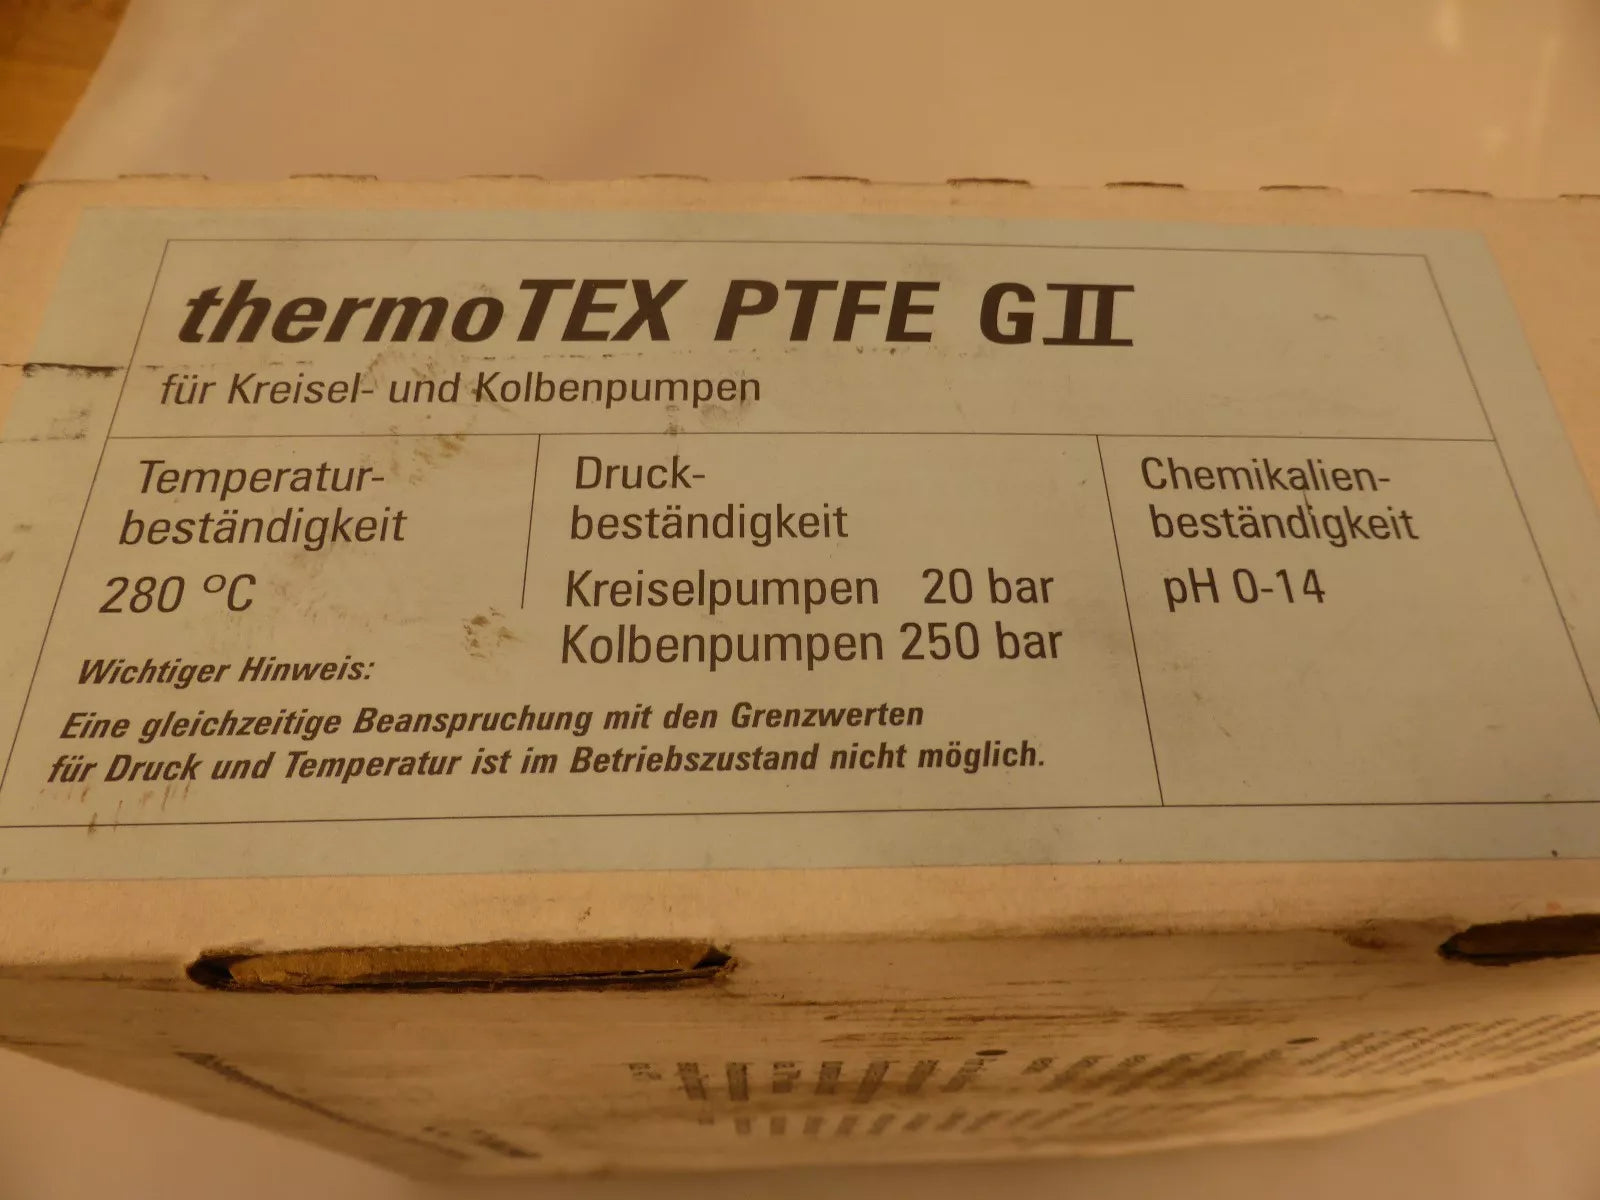 thermoTEX PTFE GII
für Kreisel- und Kolbenpumpen
Temperatur-
beständigkeit
280 °C
Druck-
beständigkeit
Kreiselpumpen 20 bar
Kolbenpumpen 250 bar
Chemikalien-
beständigkeit
pH 0-14
Wichtiger Hinweis:
Eine gleichzeitige Beanspruchung mit den Grenzwerten
für Druck und Temperatur ist im Betriebszustand nicht möglich.